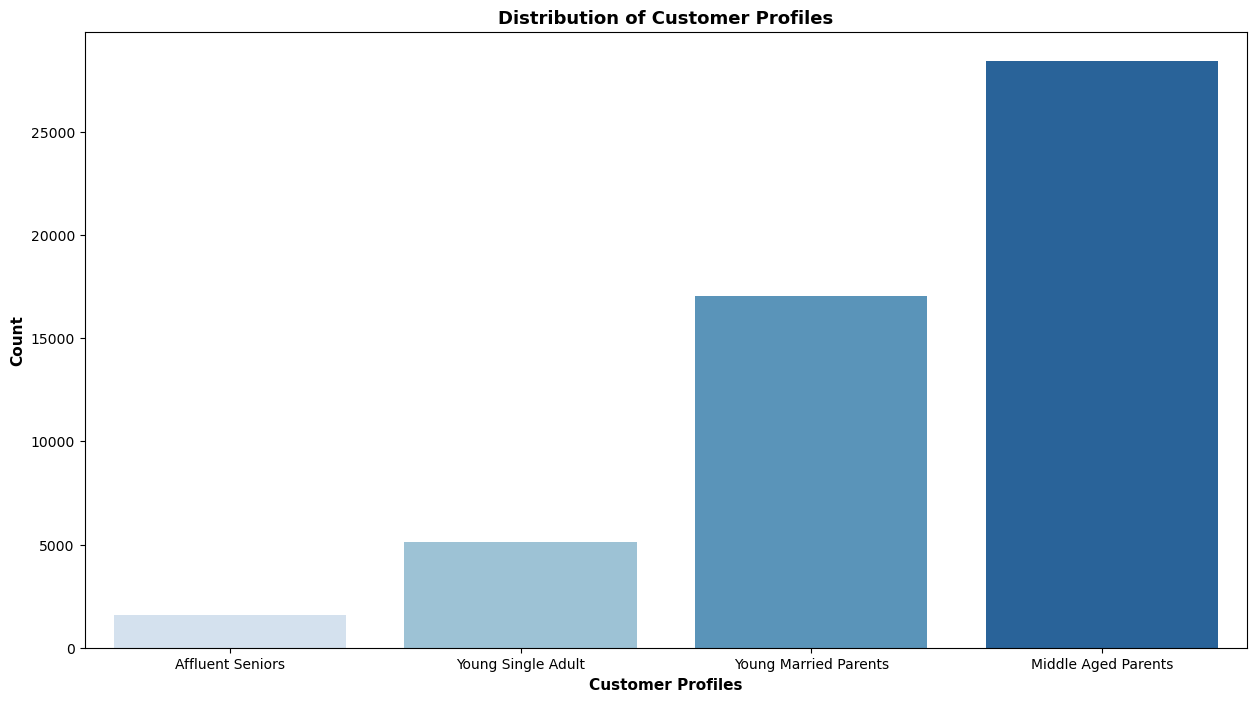 Distribution of Customer Profiles
Count
25000
20000
15000
10000
5000
0
Affluent Seniors
Young Single Adult
Young Married Parents
Middle Aged Parents
Customer Profiles